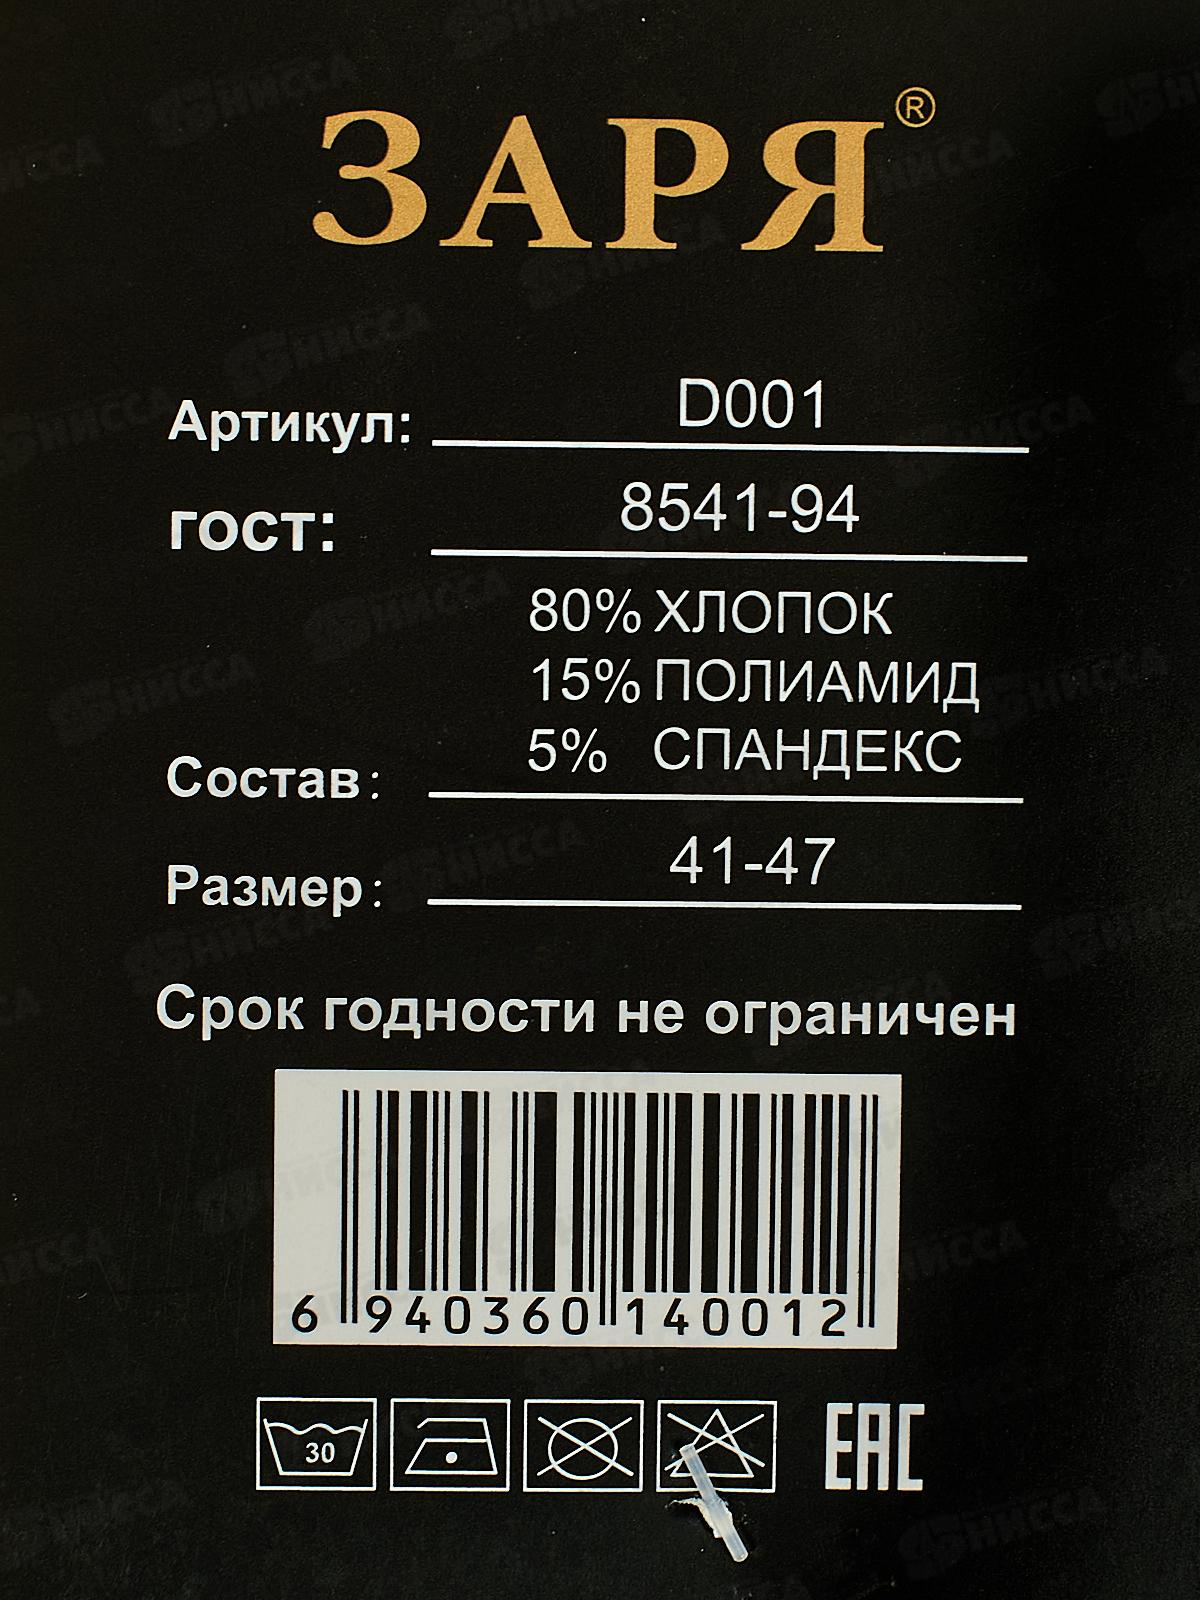 ЗАРЯ®
Артикул: D001
гост: 8541-94
80% ХЛОПОК
15% ПОЛИАМИД
5% СПАНДЕКС
Состав:
Размер: 41-47
Срок годности не ограничен
6 940360 140012
30
EAC